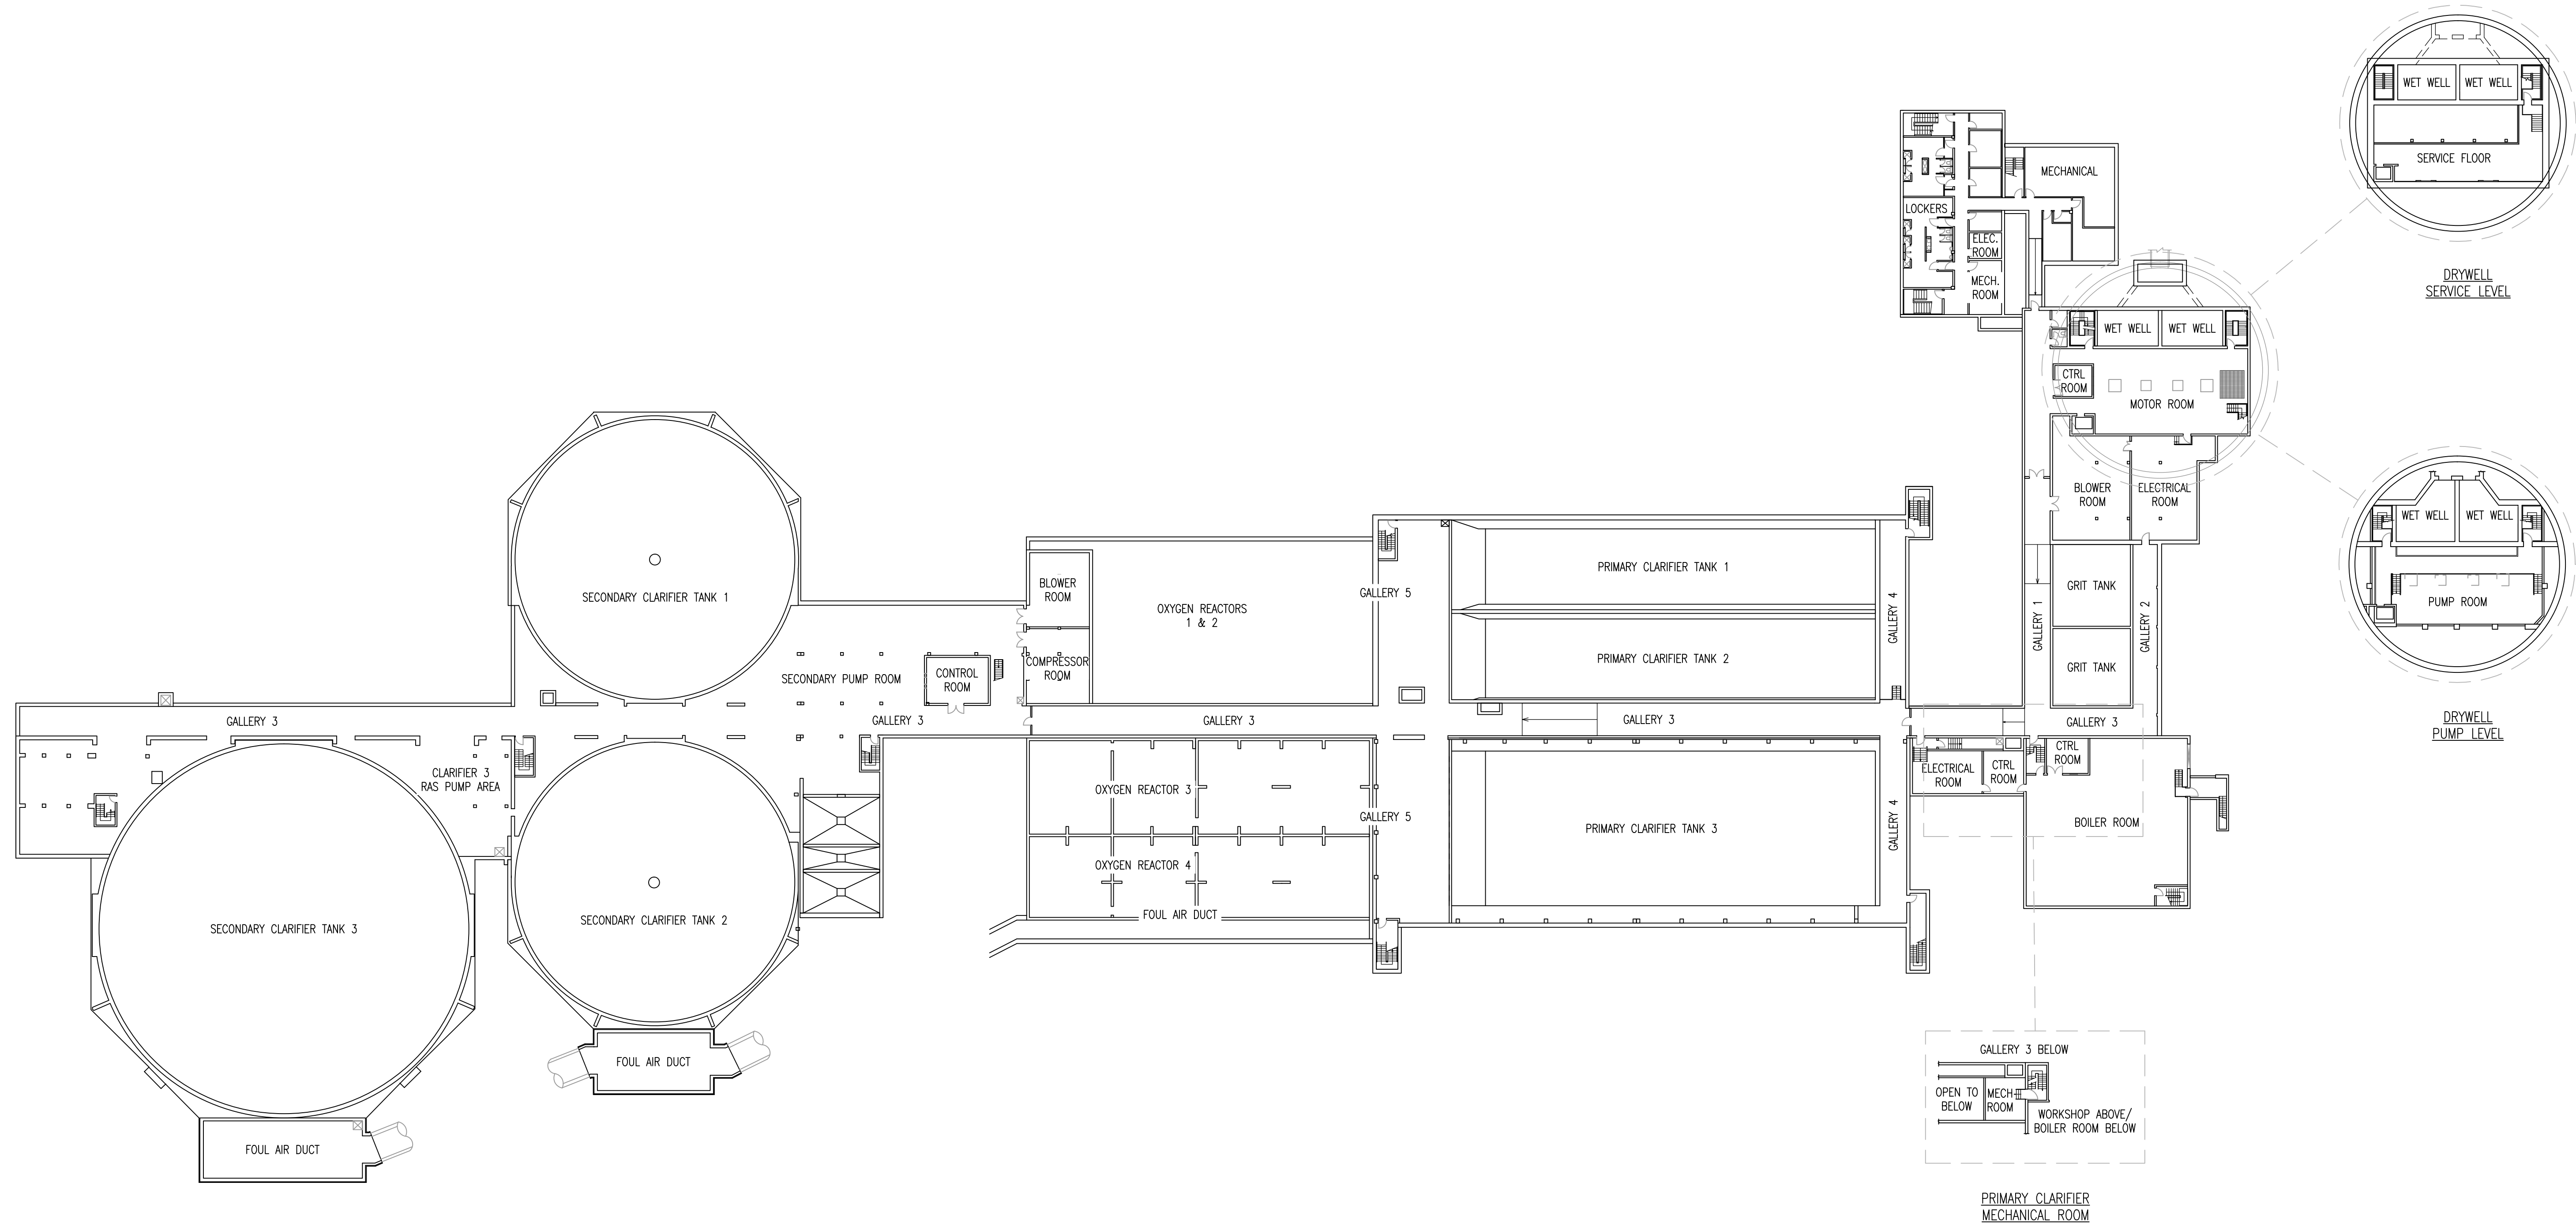 WET WELL
WET WELL
SERVICE FLOOR
DRYWELL
SERVICE LEVEL
MECHANICAL
LOCKERS
ELEC.
ROOM
MECH.
ROOM
WET WELL
WET WELL
CTRL
ROOM
MOTOR ROOM
BLOWER
ROOM
ELECTRICAL
ROOM
WET WELL
WET WELL
PUMP ROOM
DRYWELL
PUMP LEVEL
GRIT TANK
GRIT TANK
GALLERY 1
GALLERY 2
SECONDARY CLARIFIER TANK 1
BLOWER
ROOM
OXYGEN REACTORS
1 & 2
GALLERY 5
PRIMARY CLARIFIER TANK 1
PRIMARY CLARIFIER TANK 2
GALLERY 4
SECONDARY PUMP ROOM
CONTROL
ROOM
COMPRESSOR
ROOM
GALLERY 3
GALLERY 3
GALLERY 3
GALLERY 3
GALLERY 3
CLARIFIER 3
RAS PUMP AREA
OXYGEN REACTOR 3
GALLERY 5
PRIMARY CLARIFIER TANK 3
GALLERY 4
ELECTRICAL
ROOM
CTRL
ROOM
CTRL
ROOM
BOILER ROOM
OXYGEN REACTOR 4
FOUL AIR DUCT
SECONDARY CLARIFIER TANK 3
SECONDARY CLARIFIER TANK 2
FOUL AIR DUCT
FOUL AIR DUCT
GALLERY 3 BELOW
OPEN TO
BELOW
MECH
ROOM
WORKSHOP ABOVE/
BOILER ROOM BELOW
PRIMARY CLARIFIER
MECHANICAL ROOM